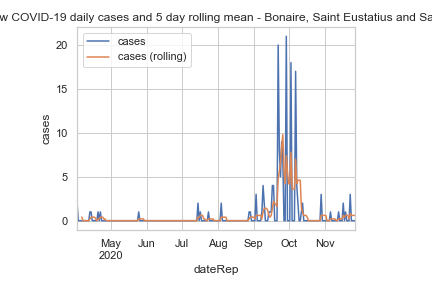 w COVID-19 daily cases and 5 day rolling mean - Bonaire, Saint Eustatius and Sa
cases
cases (rolling)
cases
20
15
10
5
0
May
2020
Jun
Jul
Aug
Sep
Oct
Nov
dateRep